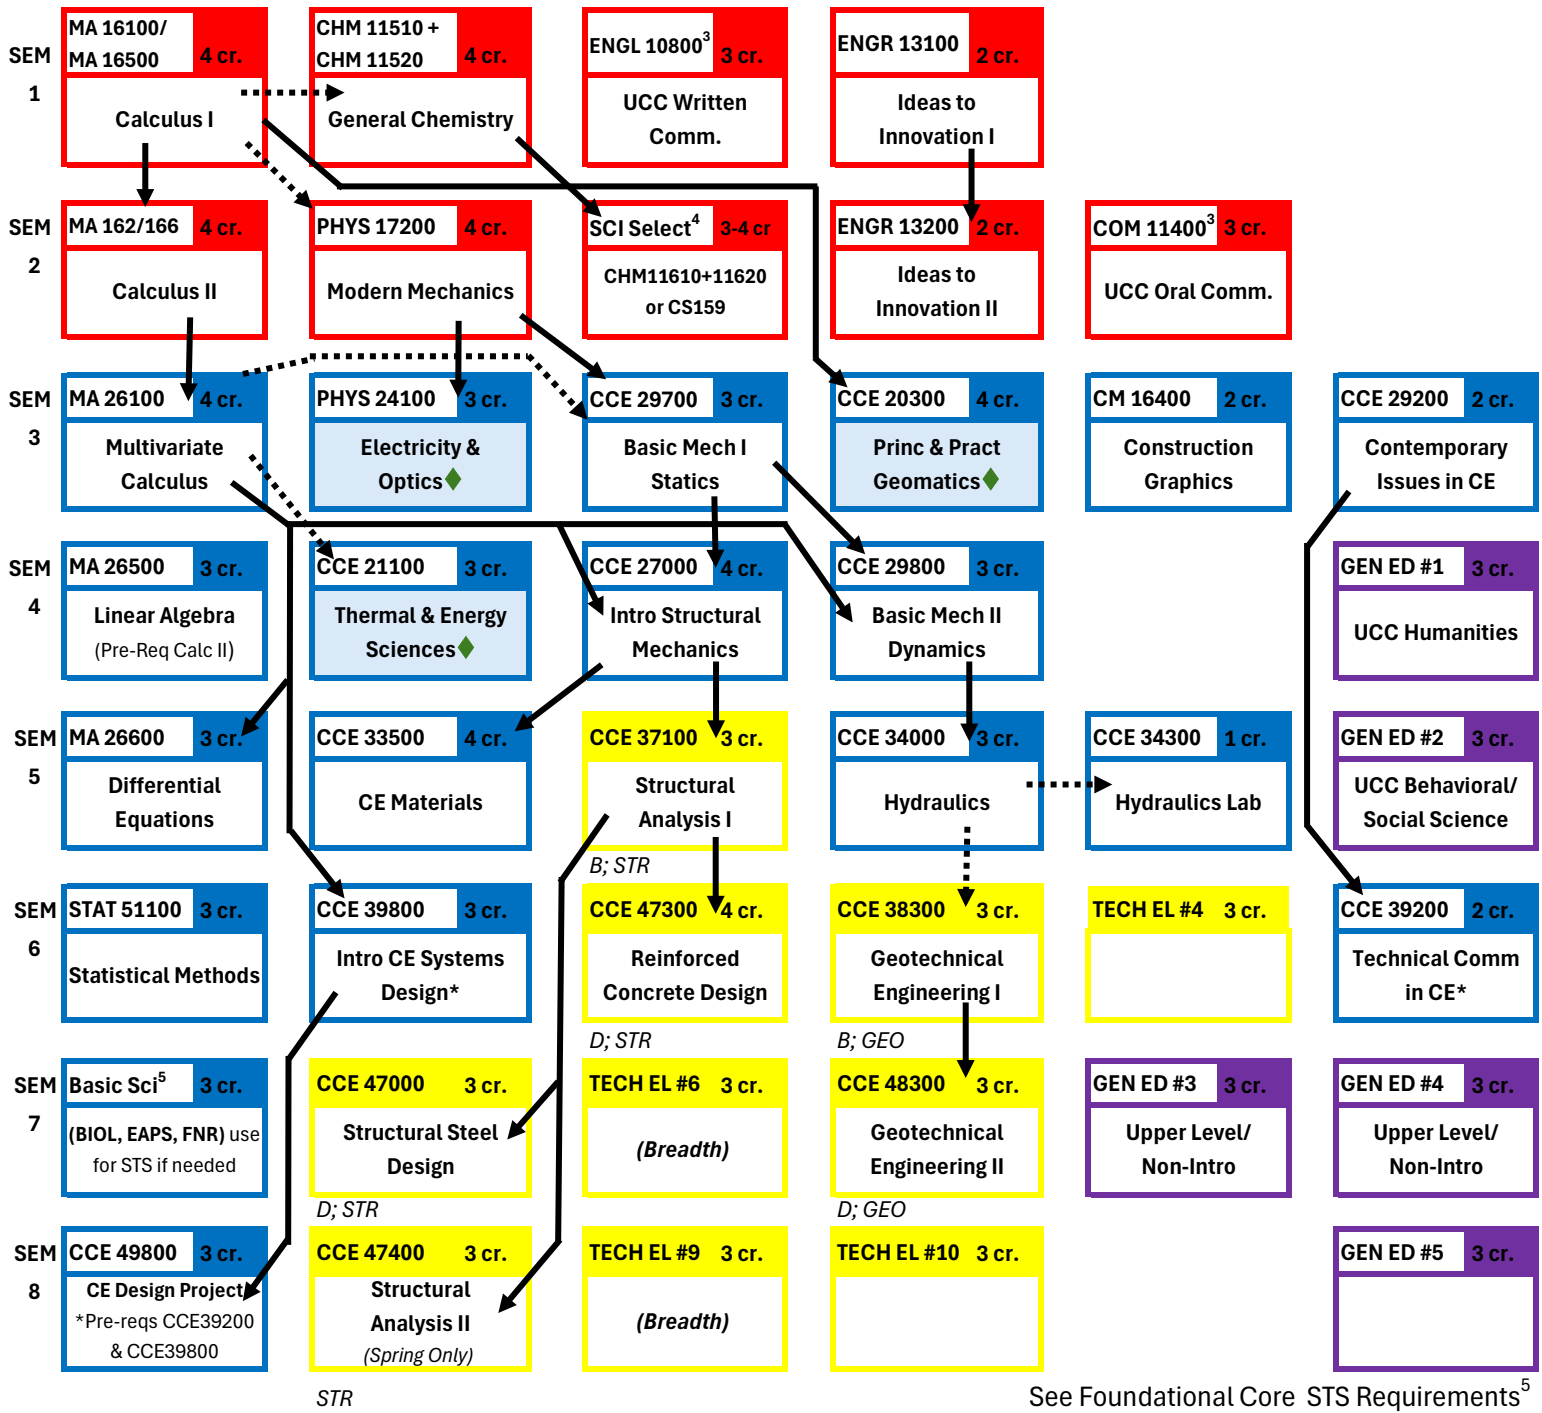 SEM
1
MA 16100/
MA 16500
4 cr.
Calculus I
CHM 11510 +
CHM 11520
4 cr.
General Chemistry
ENGL 10800³
3 cr.
UCC Written
Comm.
ENGR 13100
2 cr.
Ideas to
Innovation I
SEM
2
MA 162/166
4 cr.
Calculus II
PHYS 17200
4 cr.
Modern Mechanics
SCI Select⁴
3-4 cr
CHM11610+11620
or CS159
ENGR 13200
2 cr.
Ideas to
Innovation II
COM 11400³
3 cr.
UCC Oral Comm.
SEM
3
MA 26100
4 cr.
Multivariate
Calculus
PHYS 24100
3 cr.
Electricity &
Optics
CCE 29700
3 cr.
Basic Mech I
Statics
CCE 20300
4 cr.
Princ & Pract
Geomatics
CM 16400
2 cr.
Construction
Graphics
CCE 29200
2 cr.
Contemporary
Issues in CE
SEM
4
MA 26500
3 cr.
Linear Algebra
(Pre-Req Calc II)
CCE 21100
3 cr.
Thermal & Energy
Sciences
CCE 27000
4 cr.
Intro Structural
Mechanics
CCE 29800
3 cr.
Basic Mech II
Dynamics
GEN ED #1
3 cr.
UCC Humanities
SEM
5
MA 26600
3 cr.
Differential
Equations
CCE 33500
4 cr.
CE Materials
CCE 37100
3 cr.
Structural
Analysis I
B; STR
CCE 34000
3 cr.
Hydraulics
CCE 34300
1 cr.
Hydraulics Lab
GEN ED #2
3 cr.
UCC Behavioral/
Social Science
SEM
6
STAT 51100
3 cr.
Statistical Methods
CCE 39800
3 cr.
Intro CE Systems
Design*
CCE 47300
4 cr.
Reinforced
Concrete Design
D; STR
CCE 38300
3 cr.
Geotechnical
Engineering I
B; GEO
TECH EL #4
3 cr.
CCE 39200
2 cr.
Technical Comm
in CE*
SEM
7
Basic Sci⁵
3 cr.
(BIOL, EAPS, FNR) use
for STS if needed
CCE 47000
3 cr.
Structural Steel
Design
D; STR
TECH EL #6
3 cr.
(Breadth)
CCE 48300
3 cr.
Geotechnical
Engineering II
D; GEO
GEN ED #3
3 cr.
Upper Level/
Non-Intro
GEN ED #4
3 cr.
Upper Level/
Non-Intro
SEM
8
CCE 49800
3 cr.
CE Design Project
*Pre-reqs CCE39200
& CCE39800
CCE 47400
3 cr.
Structural
Analysis II
(Spring Only)
STR
TECH EL #9
3 cr.
(Breadth)
TECH EL #10
3 cr.
GEN ED #5
3 cr.
See Foundational Core STS Requirements⁵